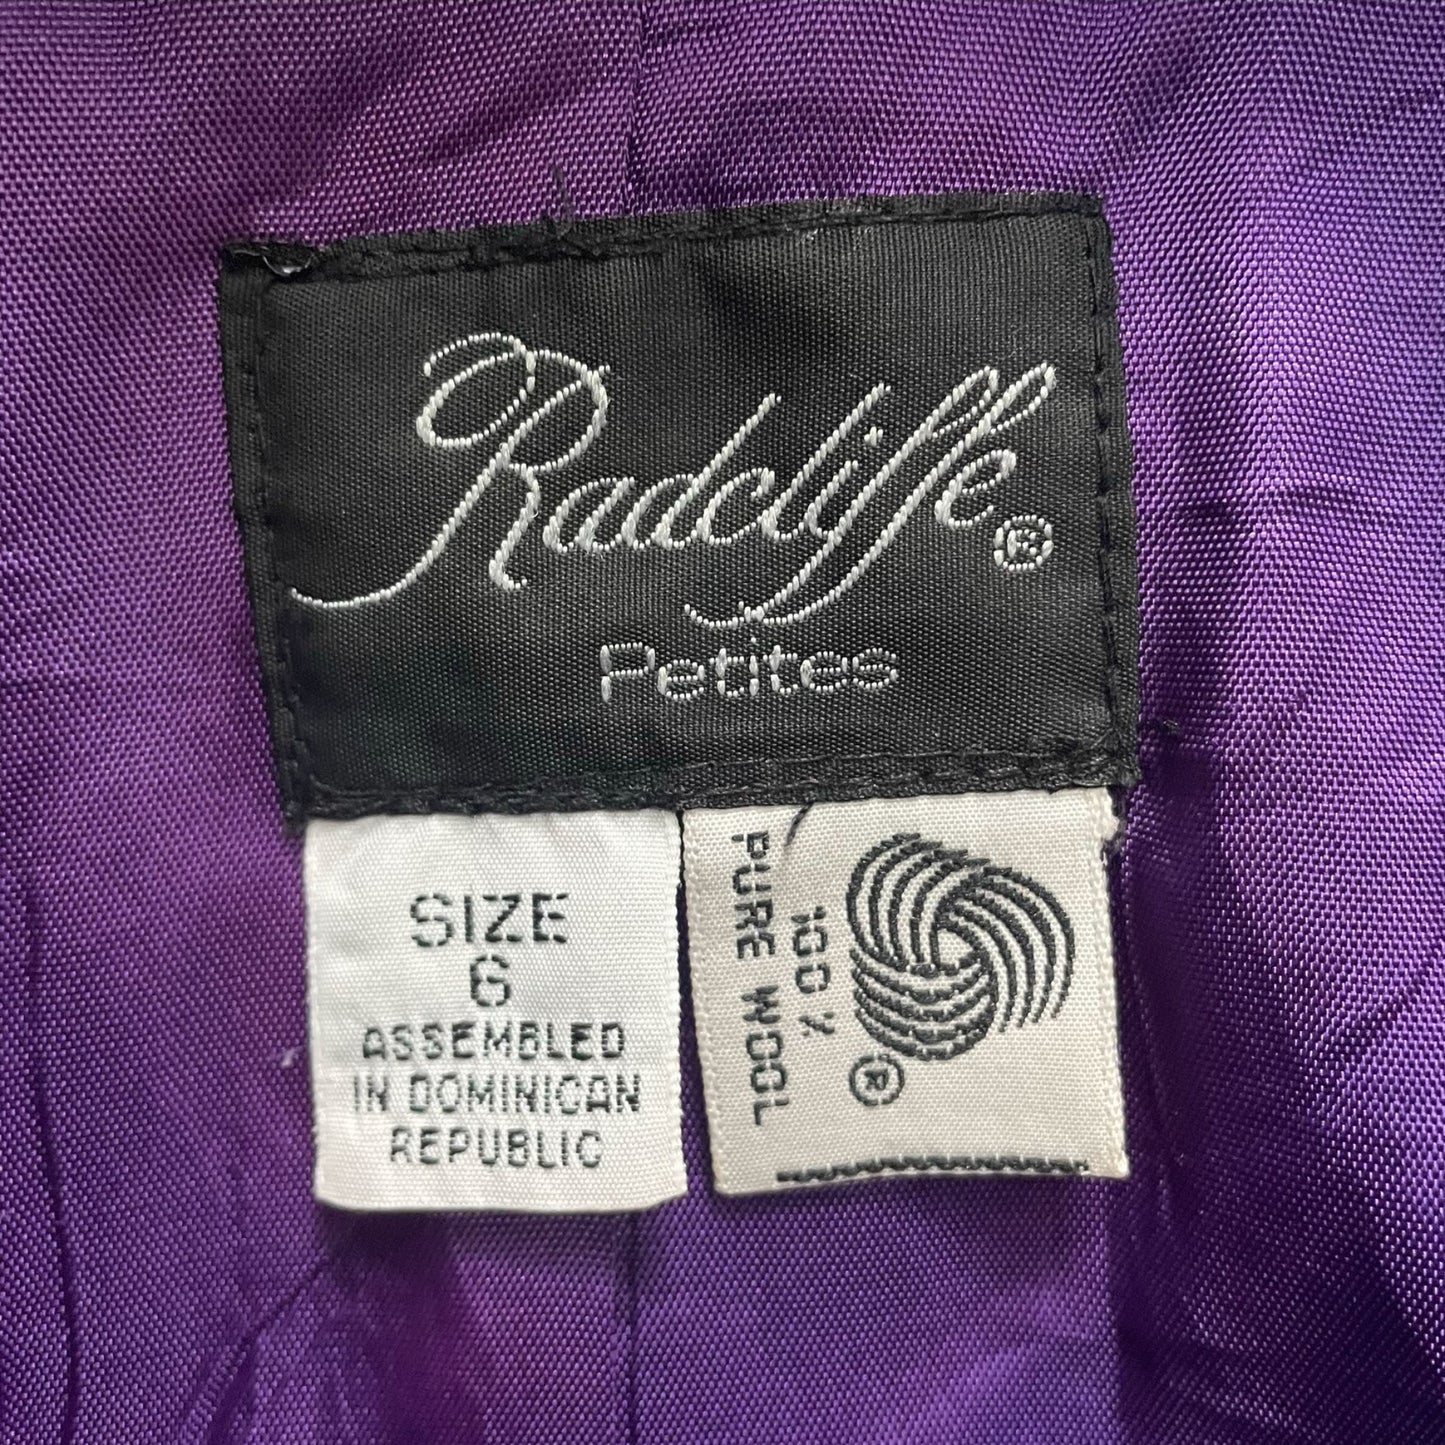 Radcliffe®
Petites
SIZE
6
ASSEMBLED
IN DOMINICAN
REPUBLIC
100%
PURE WOOL
®